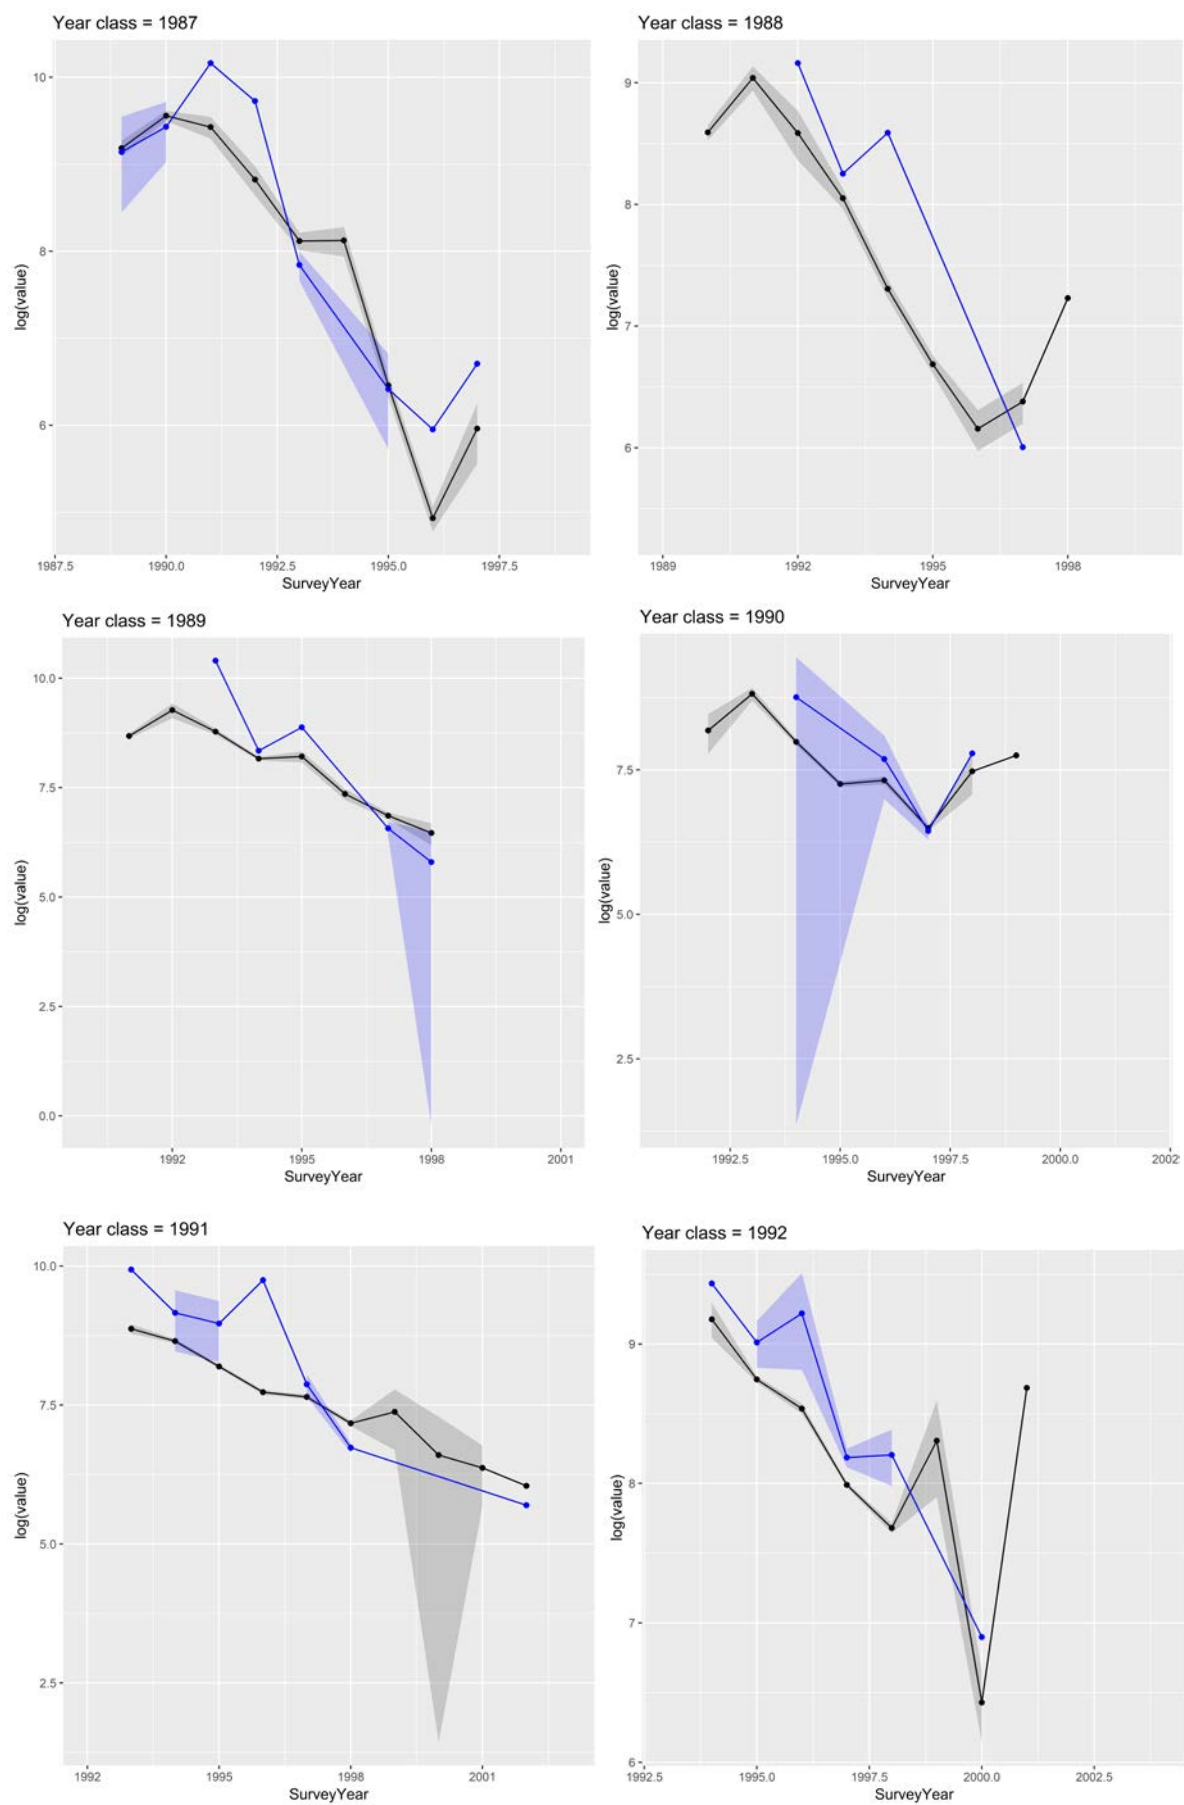 Year class = 1987
10
8
6
log(value)
1987.5 1990.0 1992.5 1995.0 1997.5
SurveyYear
Year class = 1988
9
8
7
6
log(value)
1989 1992 1995 1998
SurveyYear
Year class = 1989
10.0
7.5
5.0
2.5
0.0
log(value)
1992 1995 1998 2001
SurveyYear
Year class = 1990
7.5
5.0
2.5
log(value)
1992.5 1995.0 1997.5 2000.0 2002
SurveyYear
Year class = 1991
10.0
7.5
5.0
2.5
log(value)
1992 1995 1998 2001
SurveyYear
Year class = 1992
9
8
7
6
log(value)
1992.5 1995.0 1997.5 2000.0 2002.5
SurveyYear